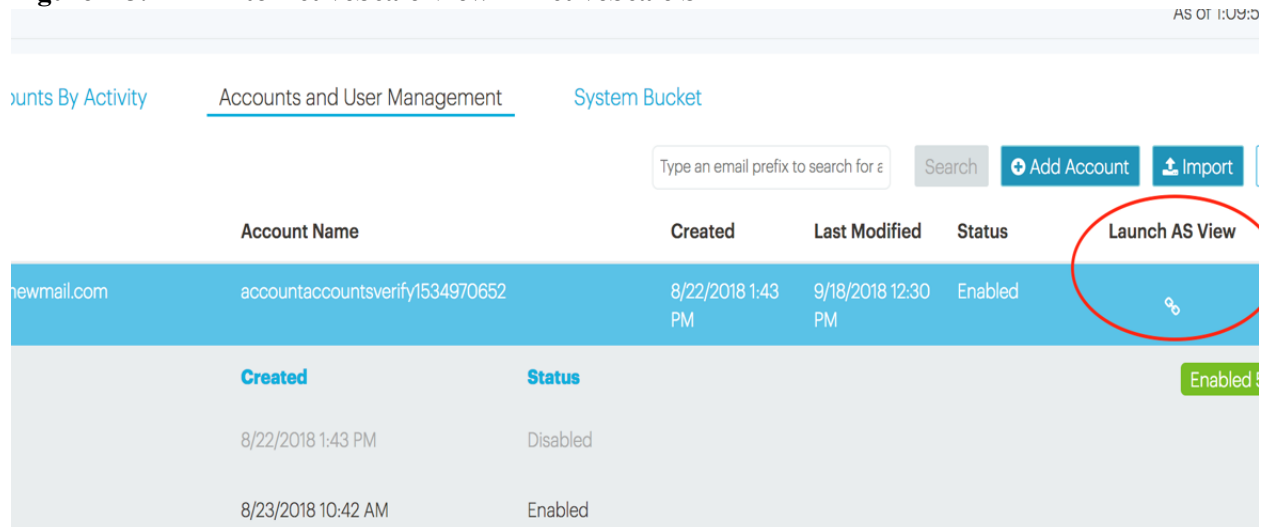 As of 1:09:5
ounts By Activity Accounts and User Management System Bucket
Type an email prefix to search for a Search Add Account Import
Account Name Created Last Modified Status Launch AS View
newmail.com accountaccountsverify1534970652 8/22/2018 1:43 9/18/2018 12:30 Enabled
PM PM
Created Status Enabled 5
8/22/2018 1:43 PM Disabled
8/23/2018 10:42 AM Enabled